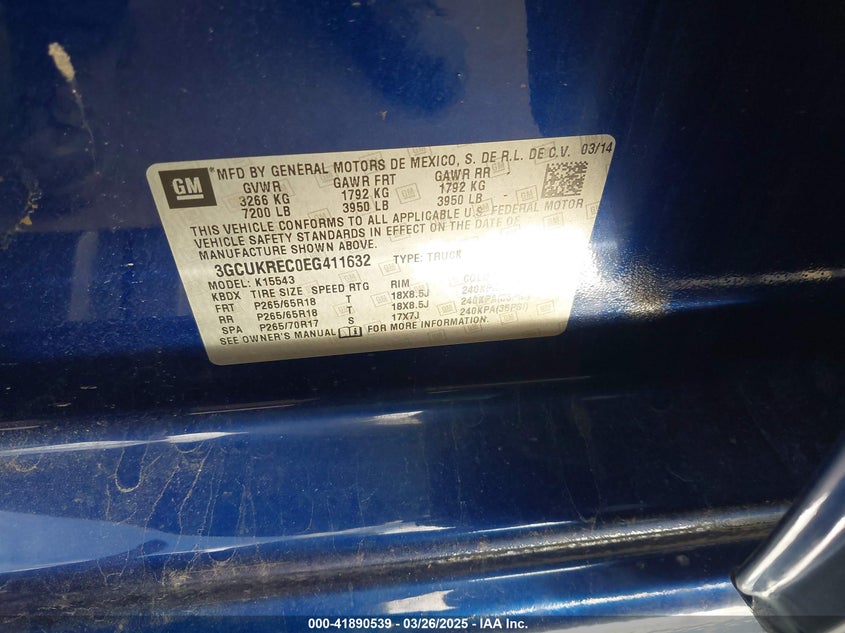 GM
® MFD BY GENERAL MOTORS DE MEXICO, S. DE R.L. DE C.V. 03/14
GVWR GAWR FRT GAWR RR
3266 KG 1792 KG 1792 KG
7200 LB 3950 LB 3950 LB
THIS VEHICLE CONFORMS TO ALL APPLICABLE U.S. FEDERAL MOTOR
VEHICLE SAFETY STANDARDS IN EFFECT ON THE DATE OF
MANUFACTURE SHOWN ABOVE.
3GCUKREC0EG411632 TYPE: TRUCK
MODEL: K15543
KBDX TIRE SIZE SPEED RTG RIM COLD
FRT P265/65R18 T 18X8.5J 240KPA(35PSI)
RR P265/65R18 T 18X8.5J 240KPA(35PSI)
SPA P265/70R17 S 17X7J
SEE OWNER'S MANUAL FOR MORE INFORMATION.
000-41890539 - 03/26/2025 - IAA Inc.